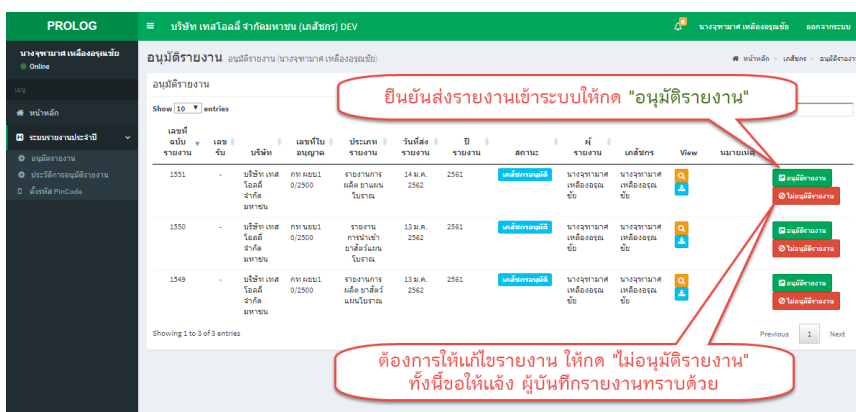 PROLOG
บริษัท เทสโอลลี่ จำกัดมหาชน (เภสัชกร) DEV
นางจุฑามาศ เหลืองอรุณชัย
ออกจากระบบ
นางจุฑามาศ เหลืองอรุณชัย
Online
เมนู
หน้าหลัก
ระบบรายงานประจำปี
อนุมัติรายงาน
ประวัติการอนุมัติรายงาน
ตั้งรหัส PinCode
อนุมัติรายงาน อนุมัติรายงาน (นางจุฑามาศ เหลืองอรุณชัย)
หน้าหลัก > เภสัชกร > อนุมัติรายงาน
อนุมัติรายงาน
Show 10 entries
ยืนยันส่งรายงานเข้าระบบให้กด "อนุมัติรายงาน"
เลขที่ฉบับรายงาน เลขรับ บริษัท เลขที่ใบอนุญาต ประเภทรายงาน วันที่ส่งรายงาน ปีรายงาน สถานะ ผู้รายงาน เภสัชกร View หมายเหตุ
1551 - บริษัท เทสโอลลี่ จำกัดมหาชน กท ผยบ10/2500 รายงานการผลิต ยาแผนโบราณ 14 ม.ค. 2562 2561 เภสัชกรอนุมัติ นางจุฑามาศ เหลืองอรุณชัย นางจุฑามาศ เหลืองอรุณชัย
อนุมัติรายงาน
ไม่อนุมัติรายงาน
1550 - บริษัท เทสโอลลี่ จำกัดมหาชน กท นยบ10/2500 รายงานการนำเข้า ยาสัตว์แผนโบราณ 13 ม.ค. 2562 2561 เภสัชกรอนุมัติ นางจุฑามาศ เหลืองอรุณชัย นางจุฑามาศ เหลืองอรุณชัย
อนุมัติรายงาน
ไม่อนุมัติรายงาน
1549 - บริษัท เทสโอลลี่ จำกัดมหาชน กท ผยบ10/2500 รายงานการผลิต ยาสัตว์แผนโบราณ 13 ม.ค. 2562 2561 เภสัชกรอนุมัติ นางจุฑามาศ เหลืองอรุณชัย นางจุฑามาศ เหลืองอรุณชัย
อนุมัติรายงาน
ไม่อนุมัติรายงาน
Showing 1 to 3 of 3 entries
Previous 1 Next
ต้องการให้แก้ไขรายงาน ให้กด "ไม่อนุมัติรายงาน"
ทั้งนี้ขอให้แจ้ง ผู้บันทึกรายงานทราบด้วย